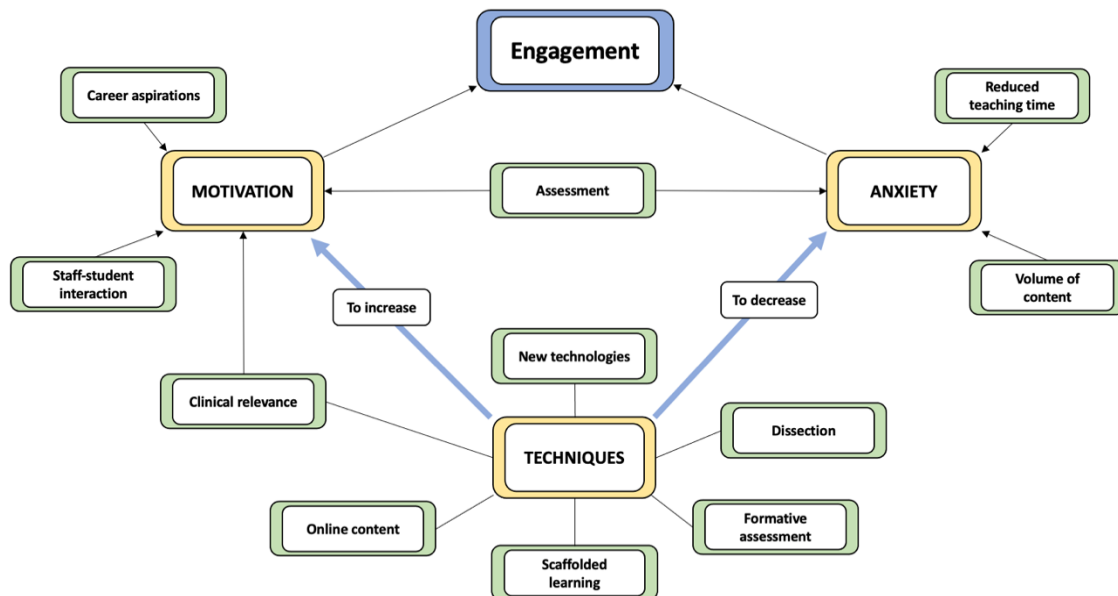 Engagement
Career aspirations
Reduced
teaching time
MOTIVATION
Assessment
ANXIETY
Staff-student
interaction
Volume of
content
To increase
To decrease
New technologies
Clinical relevance
Dissection
TECHNIQUES
Online content
Formative
assessment
Scaffolded
learning